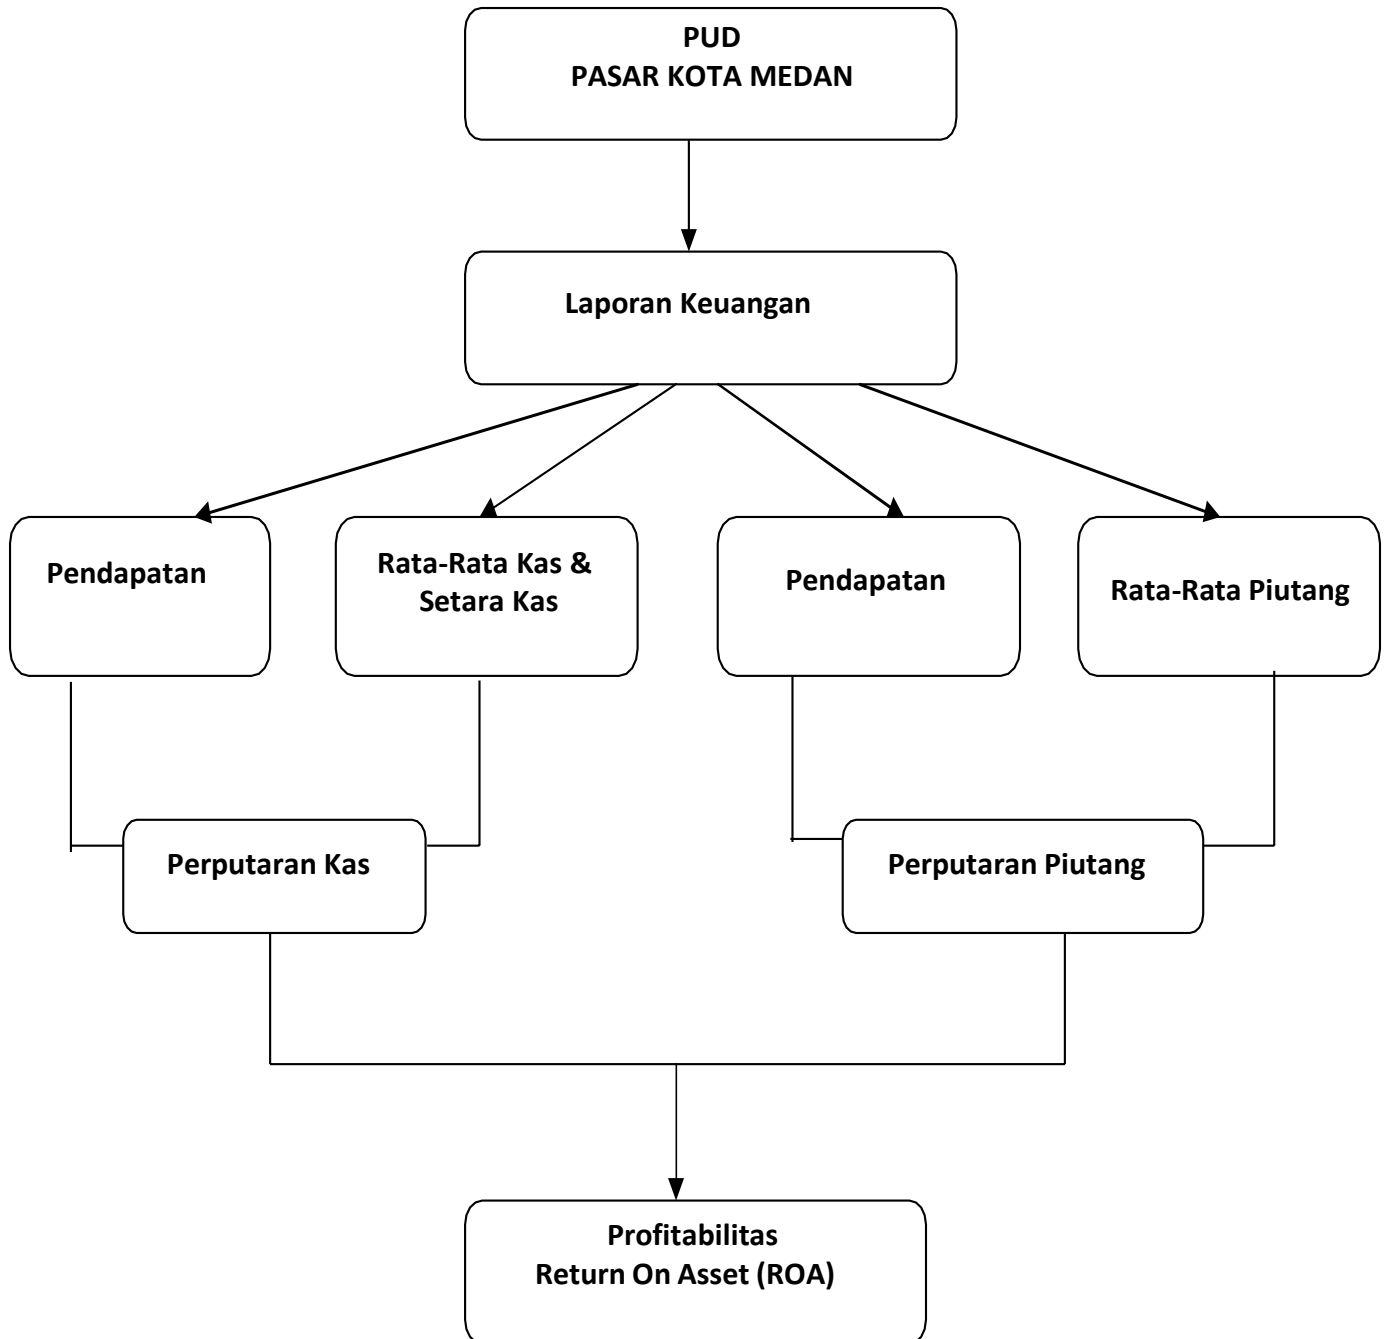 PUD
PASAR KOTA MEDAN
Laporan Keuangan
Pendapatan
Rata-Rata Kas &
Setara Kas
Pendapatan
Rata-Rata Piutang
Perputaran Kas
Perputaran Piutang
Profitabilitas
Return On Asset (ROA)